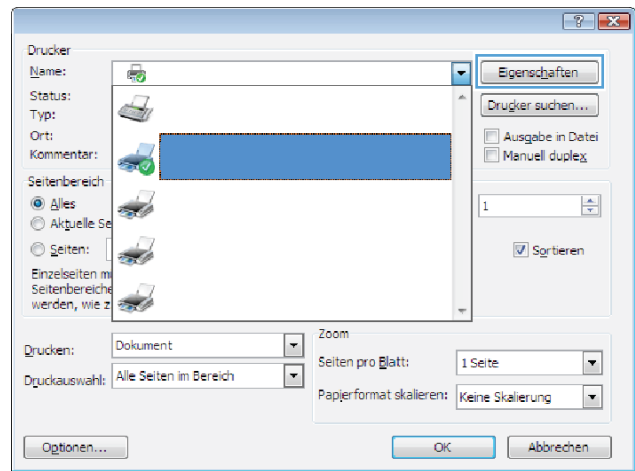 Drucker
Name:
Eigenschaften
Status:
Drucker suchen...
Typ:
Ort:
Ausgabe in Datei
Kommentar:
Manuell duplex
Seitenbereich
Alles
1
Aktuelle Se
Seiten:
Sortieren
Einzelseiten m
Seitenbereiche
werden, wie z
Zoom
Drucken:
Dokument
Seiten pro Blatt:
1 Seite
Druckauswahl:
Alle Seiten im Bereich
Papierformat skalieren:
Keine Skalierung
Optionen...
OK
Abbrechen